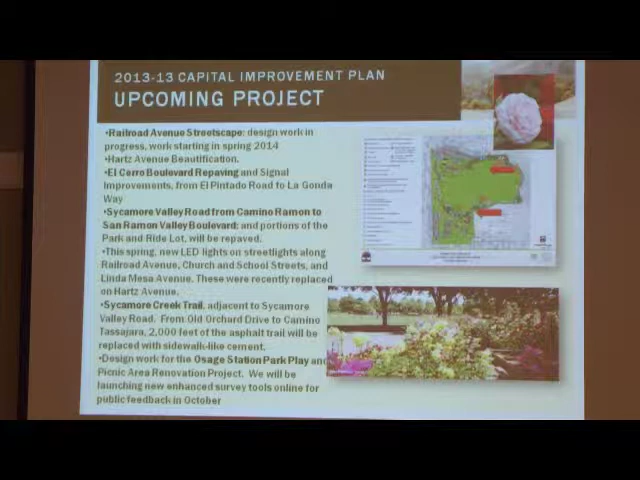 2013-13 CAPITAL IMPROVEMENT PLAN
UPCOMING PROJECT
•Railroad Avenue Streetscape: design work in
progress, work starting in spring 2014
•Hartz Avenue Beautification.
•El Cerro Boulevard Repaving and Signal
Improvements, from El Pintado Road to La Gonda
Way
•Sycamore Valley Road from Camino Ramon to
San Ramon Valley Boulevard; and portions of the
Park and Ride Lot, will be repaved.
•This spring, new LED lights on streetlights along
Railroad Avenue, Church and School Streets, and
Linda Mesa Avenue. These were recently replaced
on Hartz Avenue.
•Sycamore Creek Trail, adjacent to Sycamore
Valley Road. From Old Orchard Drive to Camino
Tassajara, 2,000 feet of the asphalt trail will be
replaced with sidewalk-like cement.
•Design work for the Osage Station Park Play and
Picnic Area Renovation Project. We will be
launching new enhanced survey tools online for
public feedback in October